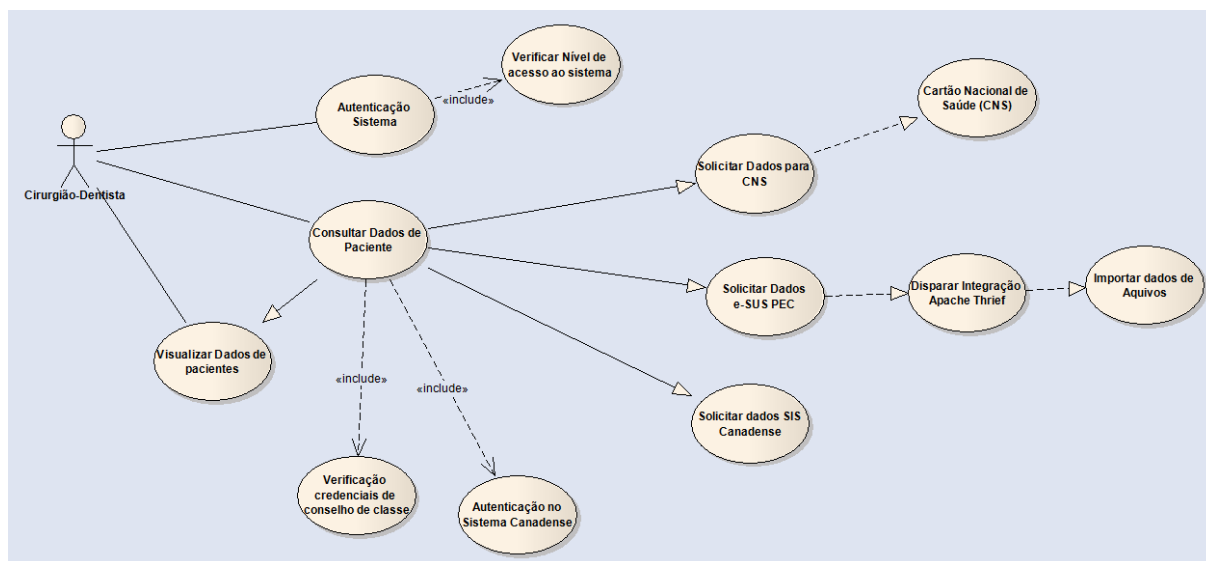 Verificar Nível de
acesso ao sistema
Autenticação
Sistema
«include»
Cartão Nacional de
Saúde (CNS)
Solicitar Dados para
CNS
Cirurgião-Dentista
Consultar Dados de
Paciente
Solicitar Dados
e-SUS PEC
Disparar Integração
Apache Thrief
Importar dados de
Aquivos
Visualizar Dados de
pacientes
«include»
«include»
Solicitar dados SIS
Canadense
Verificação
credenciais de
conselho de classe
Autenticação no
Sistema Canadense